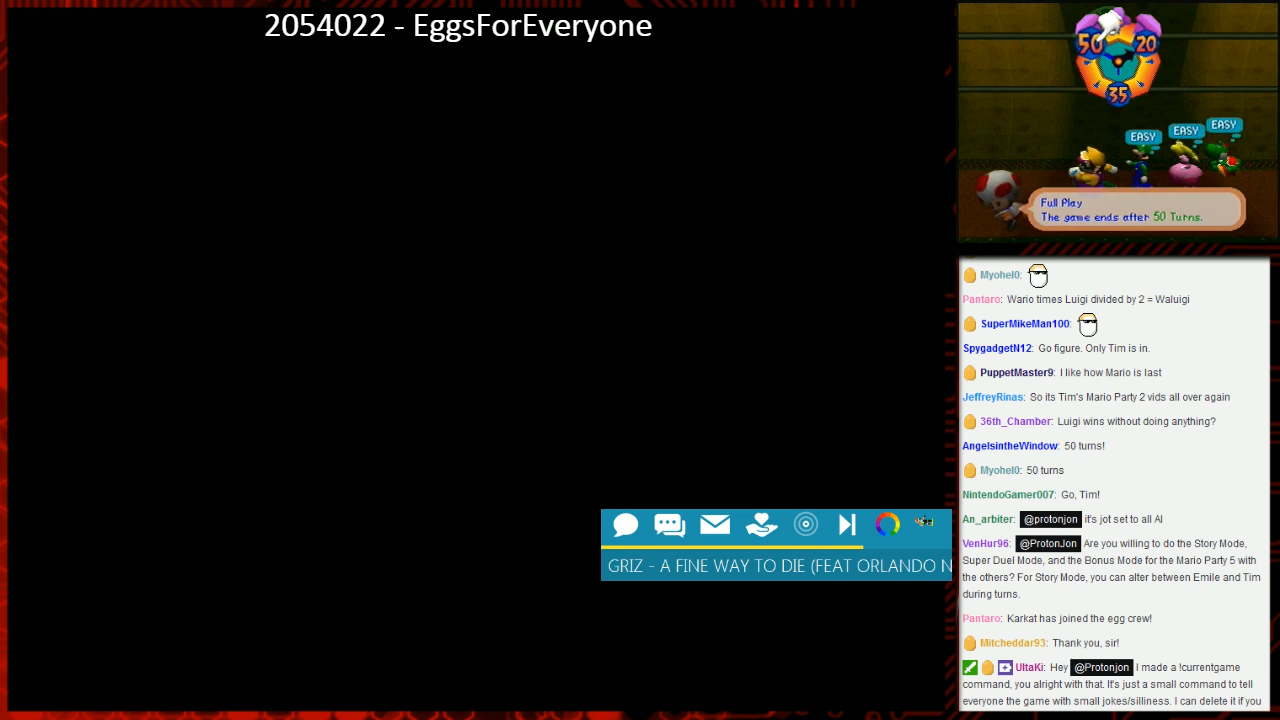 2054022 - EggsForEveryone
50
20
35
EASY
EASY
EASY
Full Play
The game ends after 50 Turns.
GRIZ - A FINE WAY TO DIE (FEAT ORLANDO N
Myohel0:
Pantaro: Wario times Luigi divided by 2 = Waluigi
SuperMikeMan100:
SpygadgetN12: Go figure. Only Tim is in.
PuppetMaster9: I like how Mario is last
JeffreyRinas: So its Tim's Mario Party 2 vids all over again
36th_Chamber: Luigi wins without doing anything?
AngelsintheWindow: 50 turns!
Myohel0: 50 turns
NintendoGamer007: Go, Tim!
An_arbiter: @protonjon it's jot set to all AI
VenHur96: @ProtonJon Are you willing to do the Story Mode,
Super Duel Mode, and the Bonus Mode for the Mario Party 5 with
the others? For Story Mode, you can alter between Emile and Tim
during turns.
Pantaro: Karkat has joined the egg crew!
Mitcheddar93: Thank you, sir!
UltaKi: Hey @Protonjon I made a !currentgame
command, you alright with that. It's just a small command to tell
everyone the game with small jokes/silliness. I can delete it if you